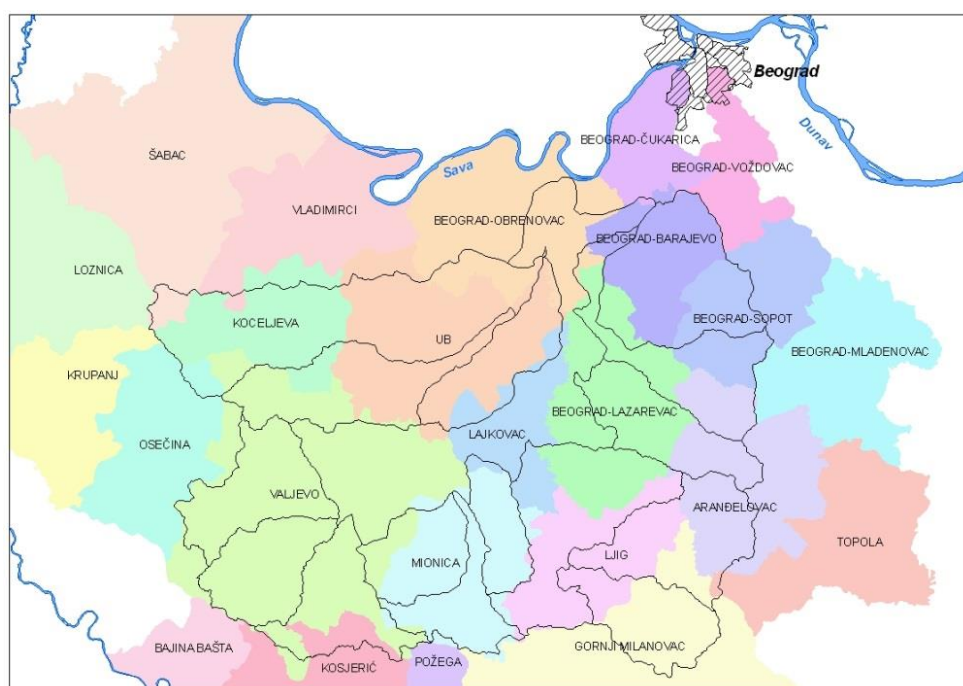 Beograd
Dunav
BEOGRAD-ČUKARICA
ŠABAC
Sava
BEOGRAD-VOŽDOVAC
VLADIMIRCI
BEOGRAD-OBRENOVAC
BEOGRAD-BARAJEVO
LOZNICA
KOCELJEVA
BEOGRAD-SOPOT
UB
BEOGRAD-MLADENOVAC
KRUPANJ
BEOGRAD-LAZAREVAC
OSEČINA
LAJKOVAC
VALJEVO
ARANĐELOVAC
TOPOLA
MIONICA
LJIG
BAJINA BAŠTA
GORNJI MILANOVAC
KOSJERIĆ
POŽEGA